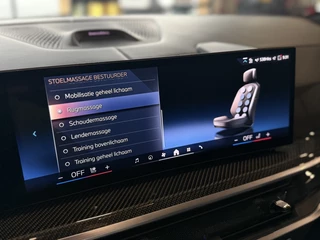 STOELMASSAGE BESTUURDER
Mobilisatie geheel lichaam
Rugmassage
Schoudermassage
Lendemassage
Training bovenlichaam
Training geheel lichaam
OFF
OFF